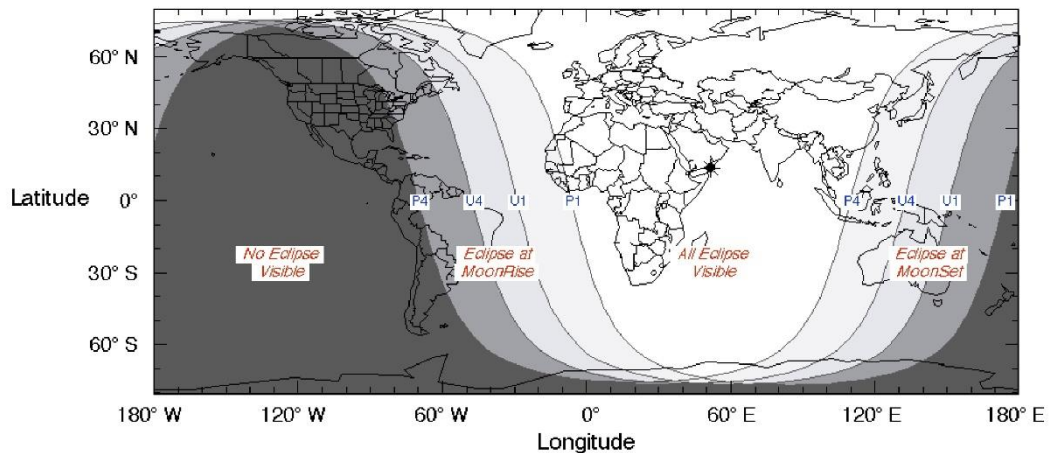 60° N
30° N
Latitude
0°
30° S
60° S
P4 U4 U1 P1 P4 U4 U1 P1
No Eclipse
Visible
Eclipse at
MoonRise
All Eclipse
Visible
Eclipse at
MoonSet
180° W 120° W 60° W 0° 60° E 120° E 180° E
Longitude